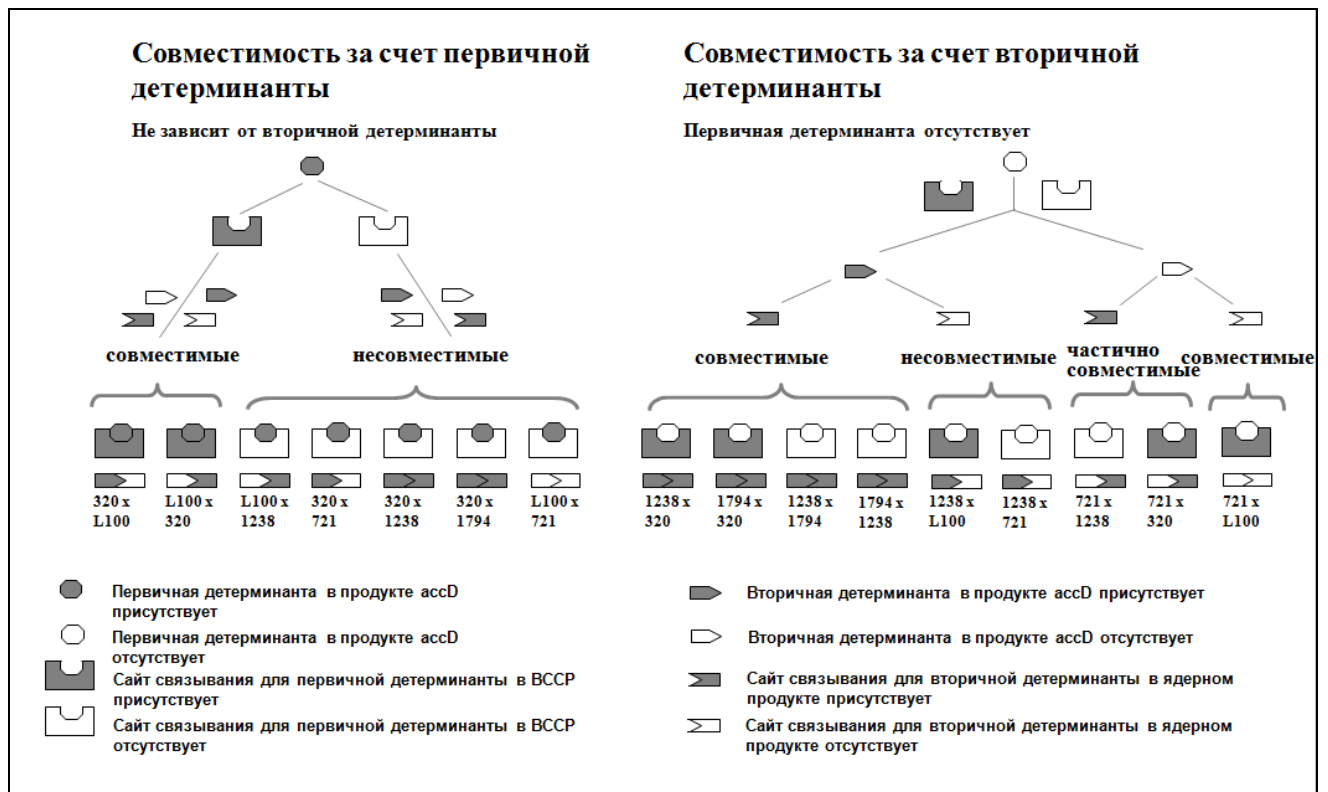 Совместимость за счет первичной
детерминанты
Не зависит от вторичной детерминанты
совместимые
несовместимые
320 x
L100
L100 x
320
L100 x
1238
320 x
721
320 x
1238
320 x
1794
L100 x
721
Совместимость за счет вторичной
детерминанты
Первичная детерминанта отсутствует
совместимые
несовместимые
частично
совместимые
совместимые
1238 x
320
1794 x
320
1238 x
1794
1794 x
1238
1238 x
L100
1238 x
721
721 x
1238
721 x
320
721 x
L100
Первичная детерминанта в продукте accD
присутствует
Первичная детерминанта в продукте accD
отсутствует
Сайт связывания для первичной детерминанты в BCCP
присутствует
Сайт связывания для первичной детерминанты в BCCP
отсутствует
Вторичная детерминанта в продукте accD присутствует
Вторичная детерминанта в продукте accD отсутствует
Сайт связывания для вторичной детерминанты в ядерном
продукте присутствует
Сайт связывания для вторичной детерминанты в ядерном
продукте отсутствует